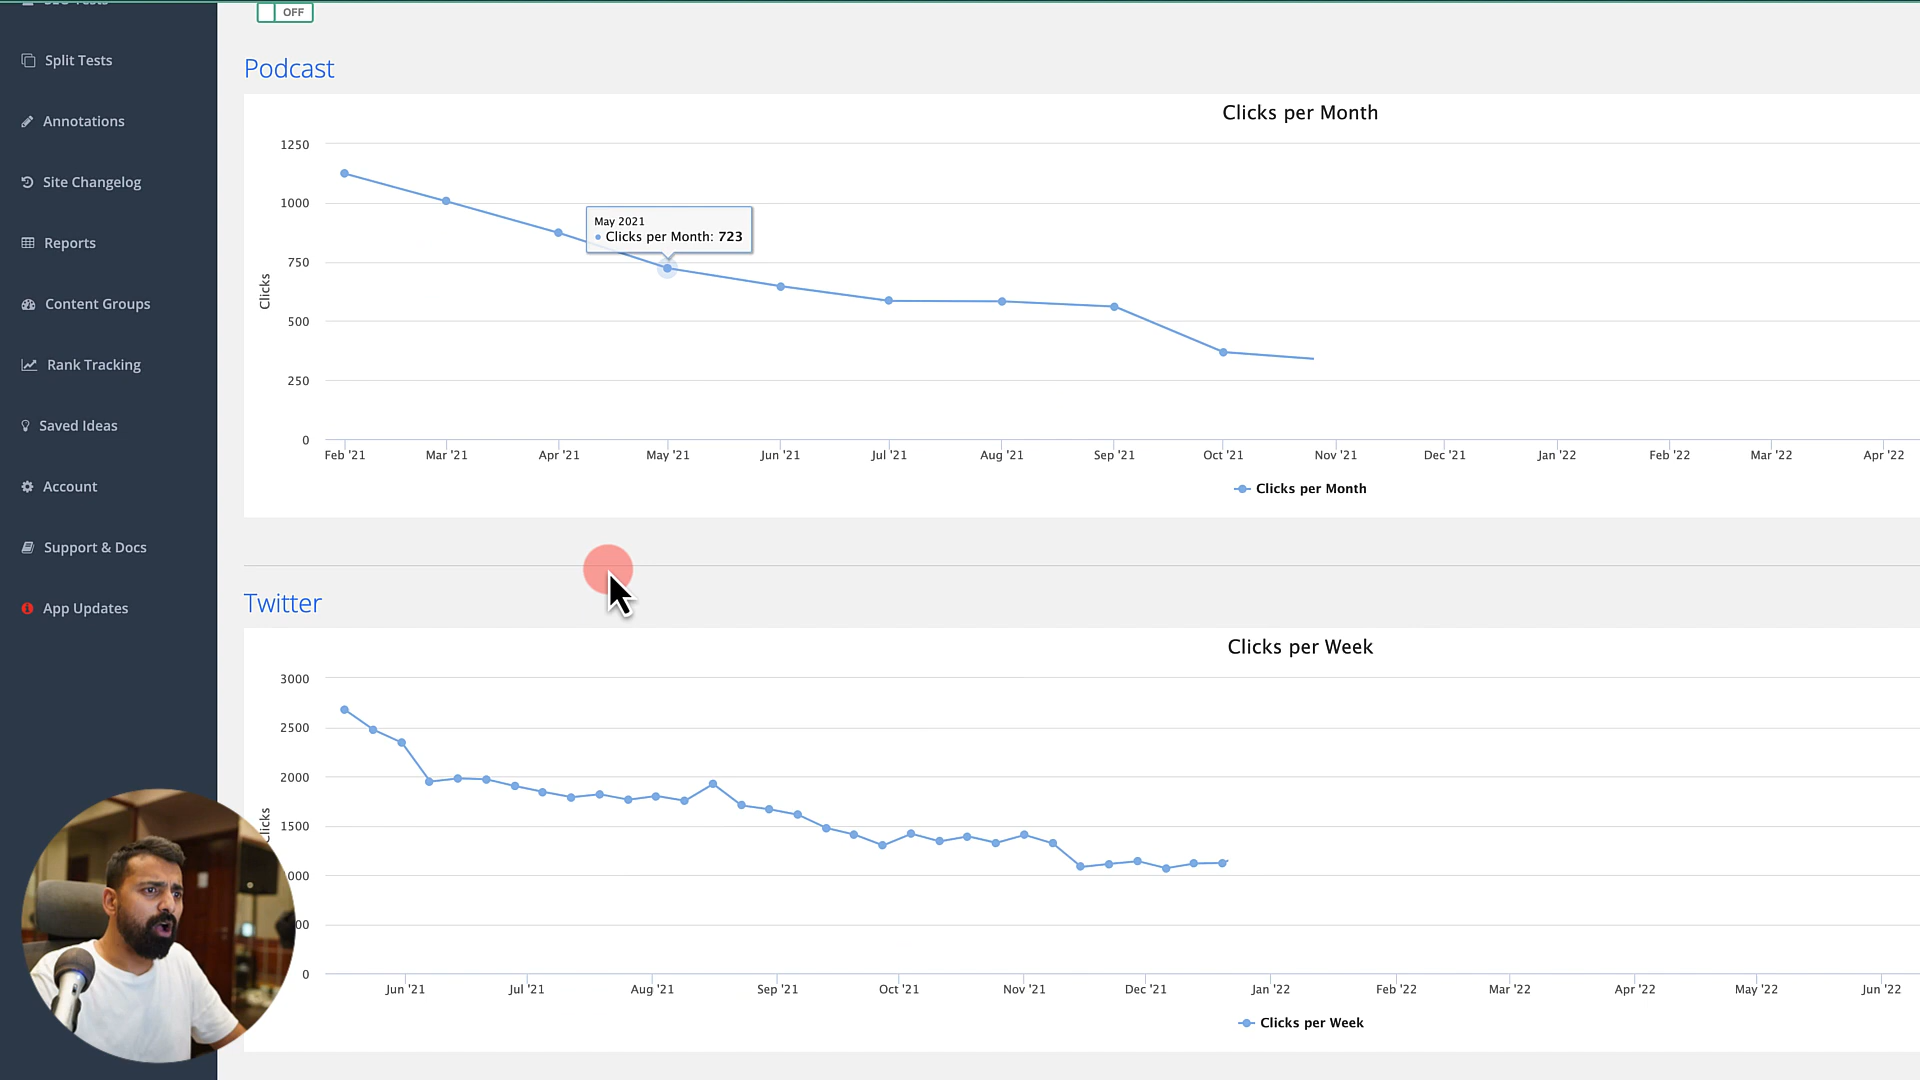 OFF
Split Tests
Annotations
Site Changelog
Reports
Content Groups
Rank Tracking
Saved Ideas
Account
Support & Docs
App Updates
Podcast
Clicks per Month
1250
1000
750
500
250
0
Clicks
May 2021
Clicks per Month: 723
Feb '21 Mar '21 Apr '21 May '21 Jun '21 Jul '21 Aug '21 Sep '21 Oct '21 Nov '21 Dec '21 Jan '22 Feb '22 Mar '22 Apr '22
Clicks per Month
Twitter
Clicks per Week
3000
2500
2000
1500
000
00
0
Clicks
Jun '21 Jul '21 Aug '21 Sep '21 Oct '21 Nov '21 Dec '21 Jan '22 Feb '22 Mar '22 Apr '22 May '22 Jun '22
Clicks per Week